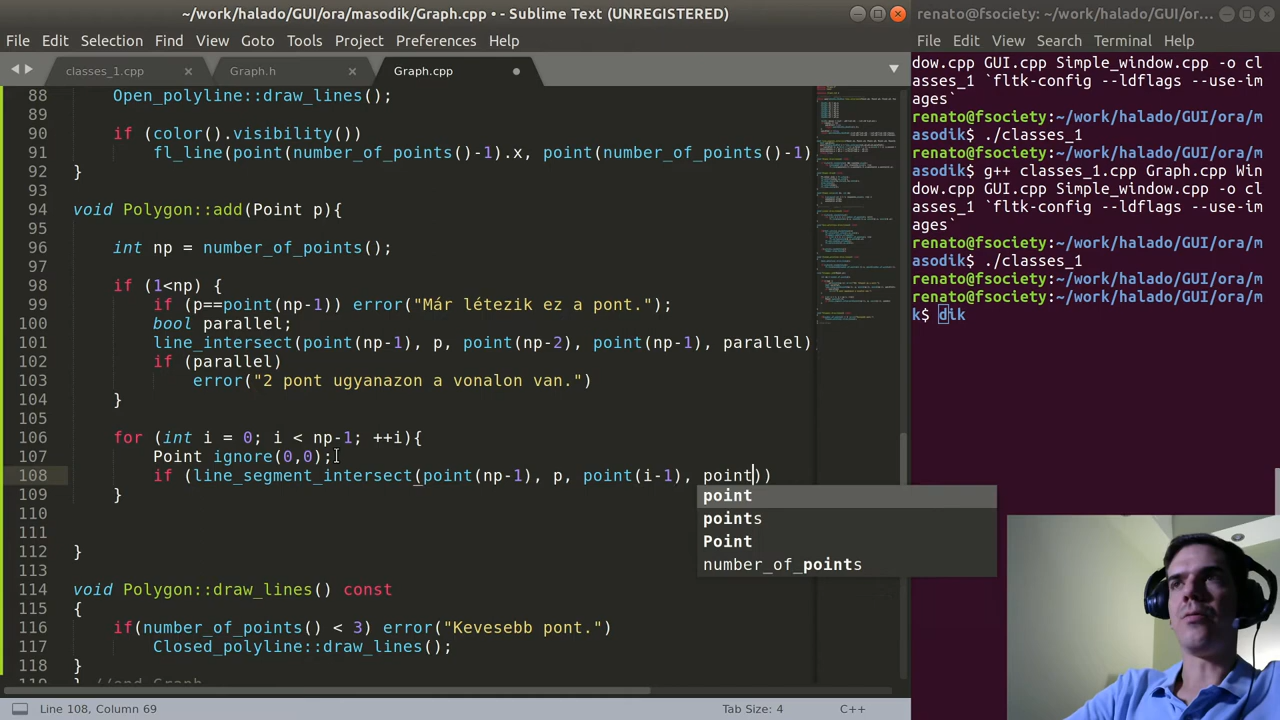 ~/work/halado/GUI/ora/masodik/Graph.cpp • - Sublime Text (UNREGISTERED)
File Edit Selection Find View Goto Tools Project Preferences Help
classes_1.cpp Graph.h Graph.cpp
88 Open_polyline::draw_lines();
89
90 if (color().visibility())
91 fl_line(point(number_of_points()-1).x, point(number_of_points()-1)
92 }
93
94 void Polygon::add(Point p){
95
96 int np = number_of_points();
97
98 if (1<np) {
99 if (p==point(np-1)) error("Már létezik ez a pont.");
100 bool parallel;
101 line_intersect(point(np-1), p, point(np-2), point(np-1), parallel)
102 if (parallel)
103 error("2 pont ugyanazon a vonalon van.")
104 }
105
106 for (int i = 0; i < np-1; ++i){
107 Point ignore(0,0);
108 if (line_segment_intersect(point(np-1), p, point(i-1), point))
109 }
110
111
112 }
113
114 void Polygon::draw_lines() const
115 {
116 if(number_of_points() < 3) error("Kevesebb pont.")
117 Closed_polyline::draw_lines();
118 }
119 } //end Graph
point
points
Point
number_of_points
Line 108, Column 69 Tab Size: 4 C++
renato@fsociety: ~/work/halado/GUI/or...
File Edit View Search Terminal Help
dow.cpp GUI.cpp Simple_window.cpp -o cl
asses_1 `fltk-config --ldflags --use-im
ages`
renato@fsociety:~/work/halado/GUI/ora/m
asodik$ ./classes_1
renato@fsociety:~/work/halado/GUI/ora/m
asodik$ g++ classes_1.cpp Graph.cpp Win
dow.cpp GUI.cpp Simple_window.cpp -o cl
asses_1 `fltk-config --ldflags --use-im
ages`
renato@fsociety:~/work/halado/GUI/ora/m
asodik$ ./classes_1
renato@fsociety:~/work/halado/GUI/ora/m
renato@fsociety:~/work/halado/GUI/ora/m
k$ dik